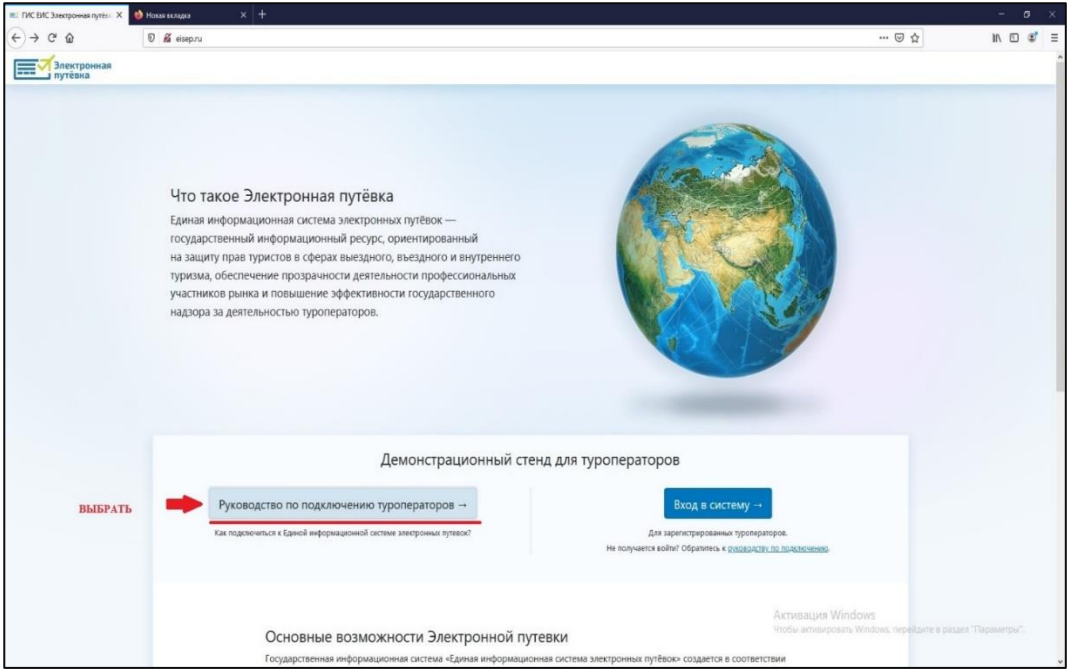 ГИС ЕИС Электронная путёв
Новая вкладка
eisep.ru
Электронная
путёвка
Что такое Электронная путёвка
Единая информационная система электронных путёвок —
государственный информационный ресурс, ориентированный
на защиту прав туристов в сферах выездного, въездного и внутреннего
туризма, обеспечение прозрачности деятельности профессиональных
участников рынка и повышение эффективности государственного
надзора за деятельностью туроператоров.
Демонстрационный стенд для туроператоров
ВЫБРАТЬ
Руководство по подключению туроператоров →
Вход в систему →
Как подключиться к Единой информационной системе электронных путевок?
Для зарегистрированных туроператоров.
Не получается войти? Обратитесь к руководству по подключению.
Активация Windows
Чтобы активировать Windows, перейдите в раздел "Параметры".
Основные возможности Электронной путевки
Государственная информационная система «Единая информационная система электронных путёвок» создается в соответствии